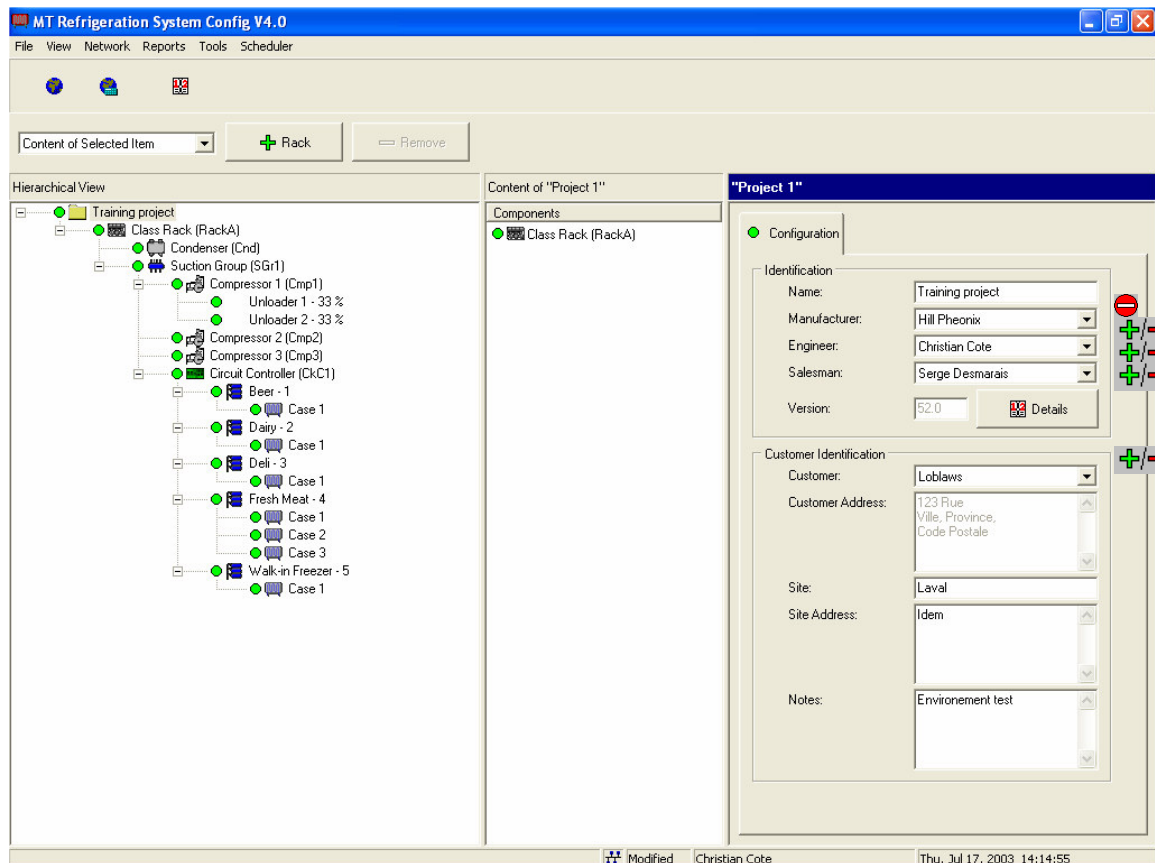 MT Refrigeration System Config V4.0
File View Network Reports Tools Scheduler
Content of Selected Item
Rack
Remove
Hierarchical View
Training project
Class Rack (RackA)
Condenser (Cnd)
Suction Group (SGr1)
Compressor 1 (Cmp1)
Unloader 1 - 33 %
Unloader 2 - 33 %
Compressor 2 (Cmp2)
Compressor 3 (Cmp3)
Circuit Controller (CkC1)
Beer - 1
Case 1
Dairy - 2
Case 1
Deli - 3
Case 1
Fresh Meat - 4
Case 1
Case 2
Case 3
Walk-in Freezer - 5
Case 1
Content of "Project 1"
Components
Class Rack (RackA)
"Project 1"
Configuration
Identification
Name: Training project
Manufacturer: Hill Pheonix
Engineer: Christian Cote
Salesman: Serge Desmarais
Version: 52.0 Details
Customer Identification
Customer: Loblaws
Customer Address: 123 Rue
Ville, Province,
Code Postale
Site: Laval
Site Address: Idem
Notes: Environement test
Modified Christian Cote Thu, Jul 17, 2003 14:14:55